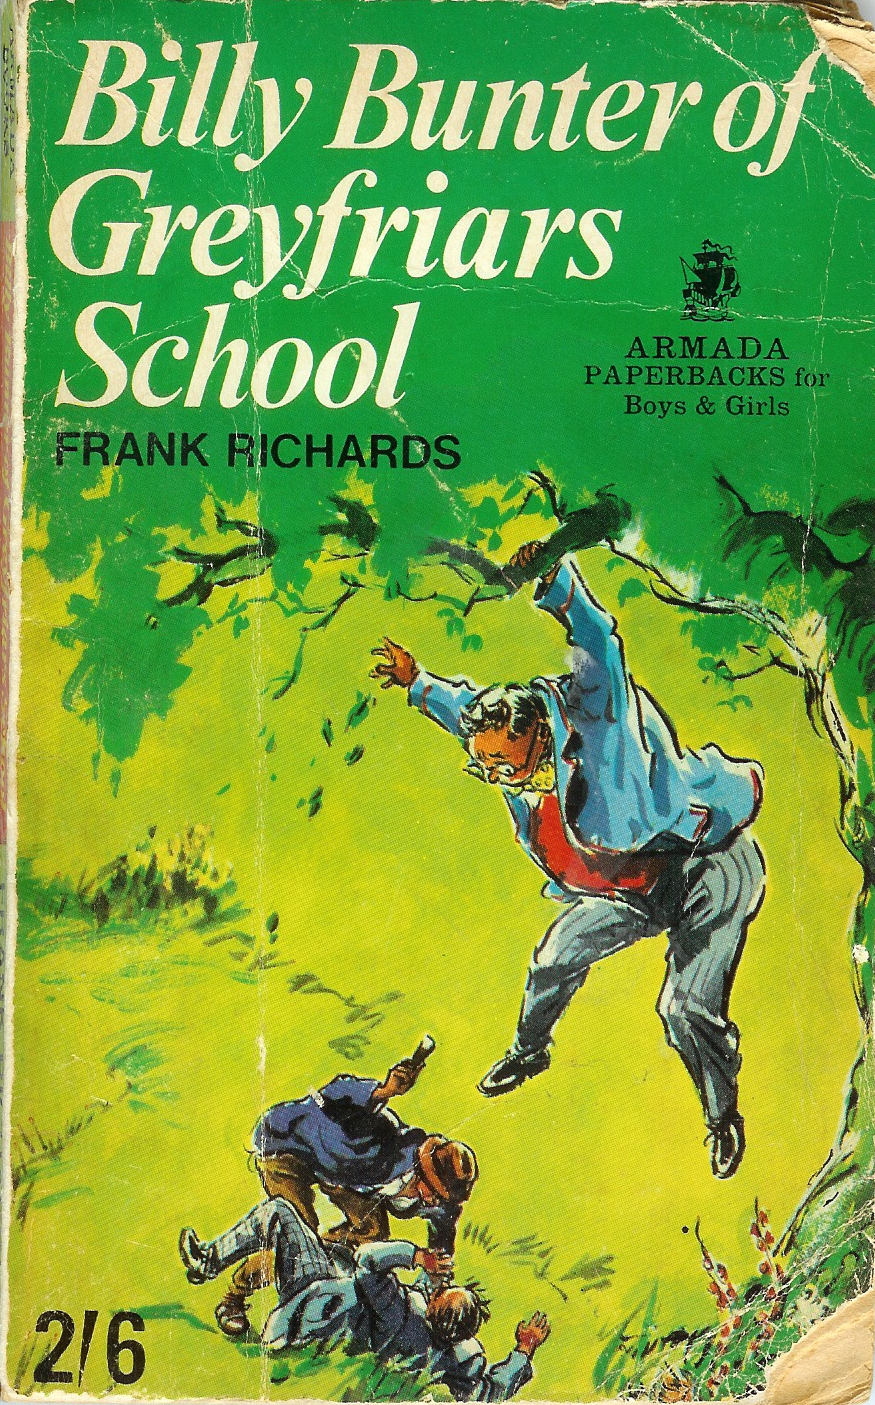 Billy Bunter of
Greyfriars
School
ARMADA
PAPERBACKS for
Boys & Girls
FRANK RICHARDS
2/6